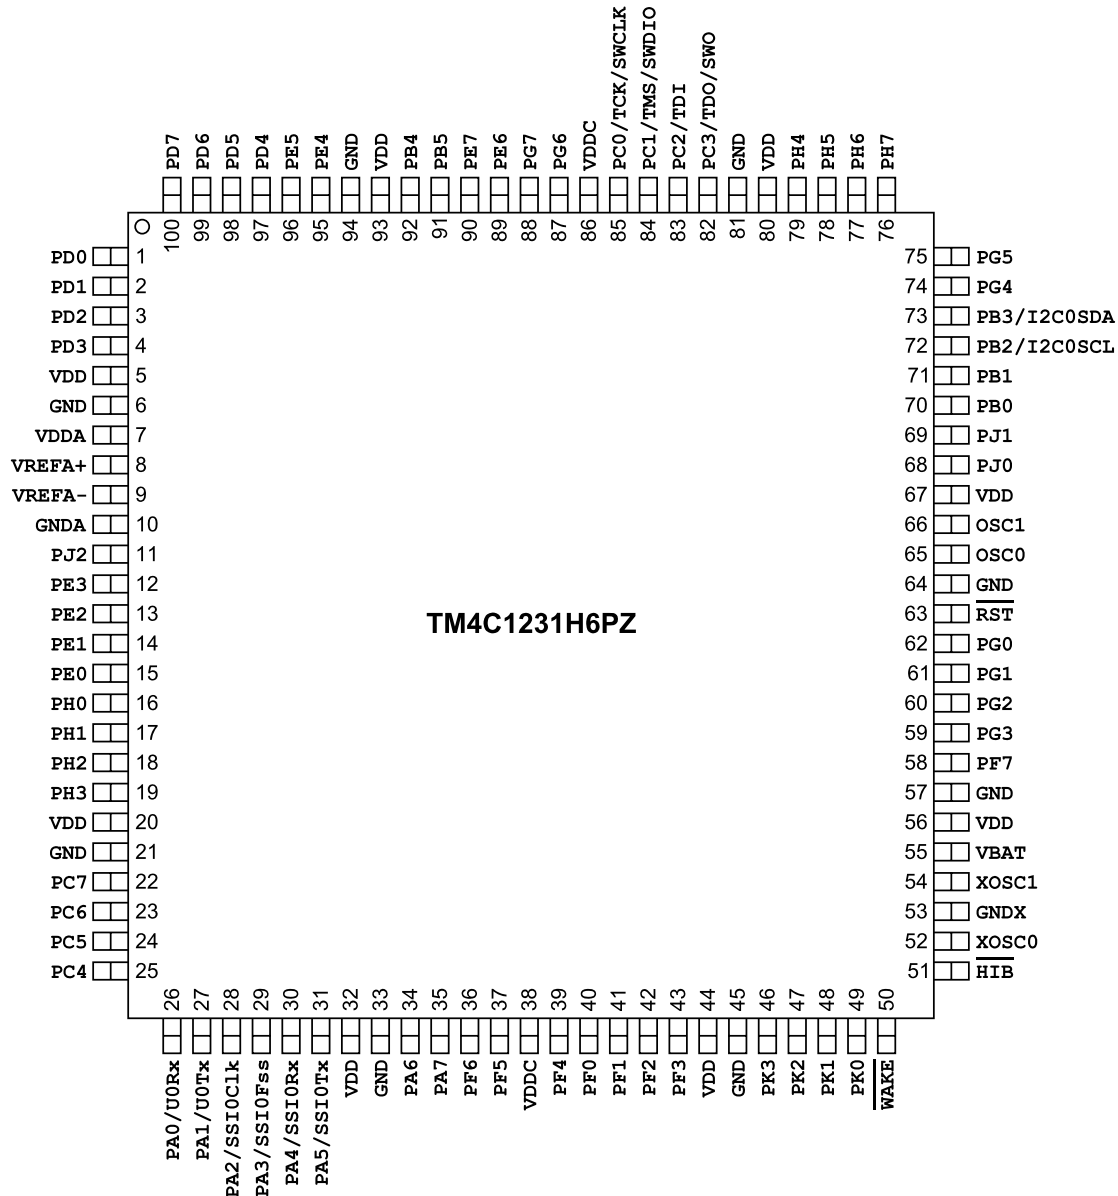 PD7 PD6 PD5 PD4 PE5 PE4 GND VDD PB4 PB5 PE7 PE6 PG7 PG6 VDDC PC0/TCK/SWCLK PC1/TMS/SWDIO PC2/TDI PC3/TDO/SWO GND VDD PH4 PH5 PH6 PH7
100 99 98 97 96 95 94 93 92 91 90 89 88 87 86 85 84 83 82 81 80 79 78 77 76
PD0 1 75 PG5
PD1 2 74 PG4
PD2 3 73 PB3/I2C0SDA
PD3 4 72 PB2/I2C0SCL
VDD 5 71 PB1
GND 6 70 PB0
VDDA 7 69 PJ1
VREFA+ 8 68 PJ0
VREFA- 9 67 VDD
GNDA 10 66 OSC1
PJ2 11 65 OSC0
PE3 12 64 GND
PE2 13 63 RST
TM4C1231H6PZ
PE1 14 62 PG0
PE0 15 61 PG1
PH0 16 60 PG2
PH1 17 59 PG3
PH2 18 58 PF7
PH3 19 57 GND
VDD 20 56 VDD
GND 21 55 VBAT
PC7 22 54 XOSC1
PC6 23 53 GNDX
PC5 24 52 XOSC0
PC4 25 51 HIB
26 27 28 29 30 31 32 33 34 35 36 37 38 39 40 41 42 43 44 45 46 47 48 49 50
PA0/U0Rx PA1/U0Tx PA2/SSI0Clk PA3/SSI0Fss PA4/SSI0Rx PA5/SSI0Tx VDD GND PA6 PA7 PF6 PF5 VDDC PF4 PF0 PF1 PF2 PF3 VDD GND PK3 PK2 PK1 PK0 WAKE